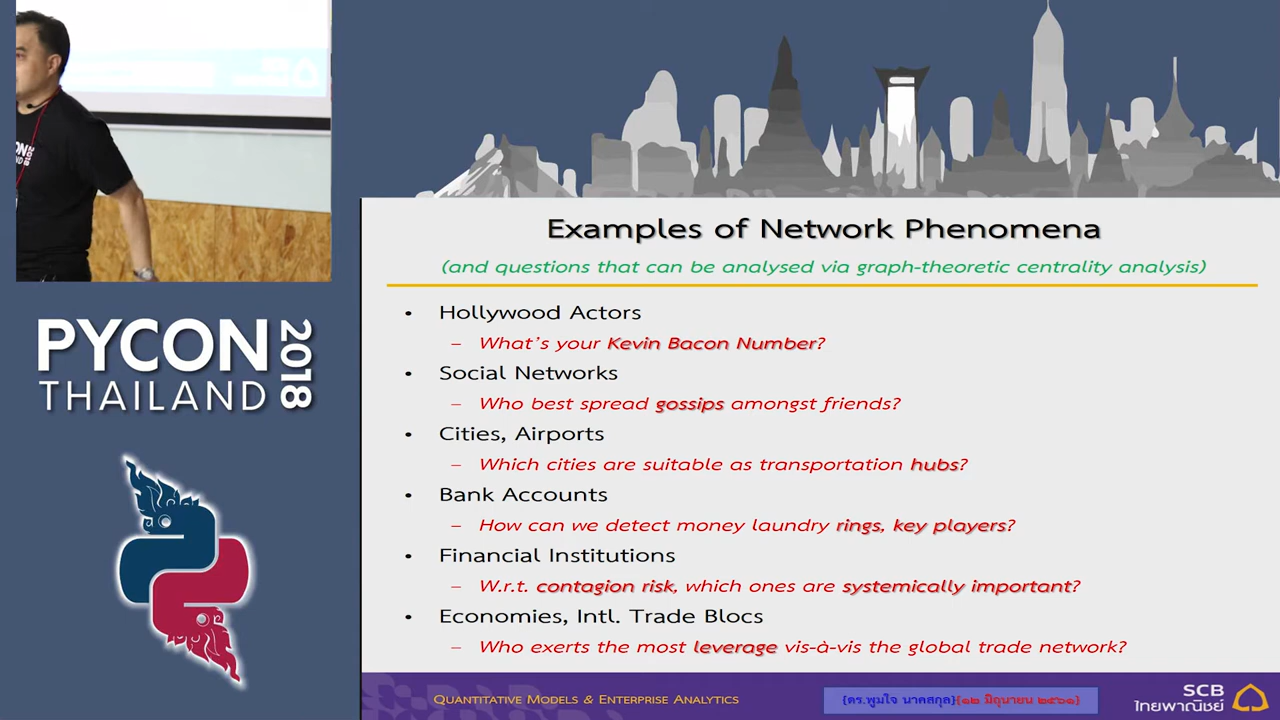 PYCON 2018
THAILAND
Examples of Network Phenomena
(and questions that can be analysed via graph-theoretic centrality analysis)
• Hollywood Actors
– What's your Kevin Bacon Number?
• Social Networks
– Who best spread gossips amongst friends?
• Cities, Airports
– Which cities are suitable as transportation hubs?
• Bank Accounts
– How can we detect money laundry rings, key players?
• Financial Institutions
– W.r.t. contagion risk, which ones are systemically important?
• Economies, Intl. Trade Blocs
– Who exerts the most leverage vis-à-vis the global trade network?
QUANTITATIVE MODELS & ENTERPRISE ANALYTICS
{ดร.พูมใจ นาคสกุล}{๑๒ มิถุนายน ๒๕๖๑}
SCB
ไทยพาณิชย์